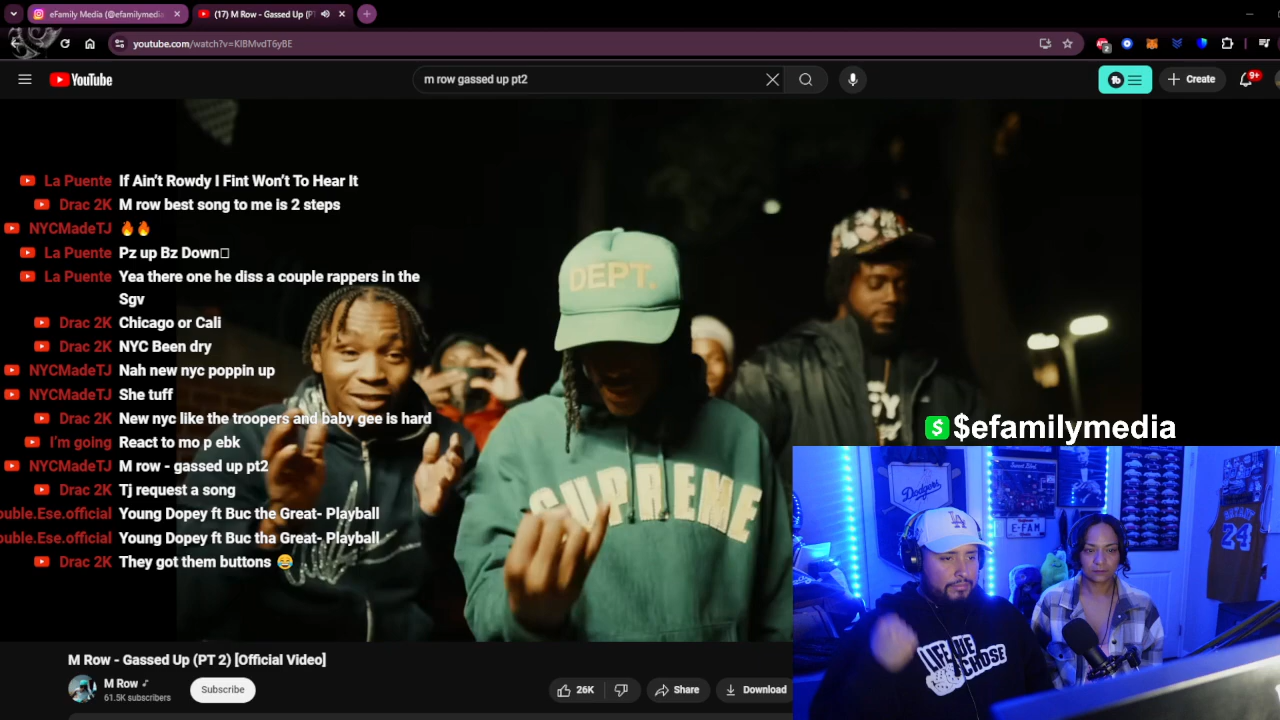 eFamily Media (@efamilymedia
(17) M Row - Gassed Up (PT
youtube.com/watch?v=KIBMvdT6yBE
2
YouTube
m row gassed up pt2
Create
9+
La Puente If Ain't Rowdy I Fint Won't To Hear It
Drac 2K M row best song to me is 2 steps
NYCMadeTJ 🔥🔥
La Puente Pz up Bz Down
La Puente Yea there one he diss a couple rappers in the
Sgv
Drac 2K Chicago or Cali
Drac 2K NYC Been dry
NYCMadeTJ Nah new nyc poppin up
NYCMadeTJ She tuff
Drac 2K New nyc like the troopers and baby gee is hard
I'm going React to mo p ebk
NYCMadeTJ M row - gassed up pt2
Drac 2K Tj request a song
ouble.Ese.official Young Dopey ft Buc the Great- Playball
ouble.Ese.official Young Dopey ft Buc tha Great- Playball
Drac 2K They got them buttons 😂
DEPT.
SUPREME
$ $efamilymedia
Dodgers
E-FAM
BRYANT
24
LA
LIFE WE CHOSE
M Row - Gassed Up (PT 2) [Official Video]
M Row
61.5K subscribers
Subscribe
26K
Share
Download